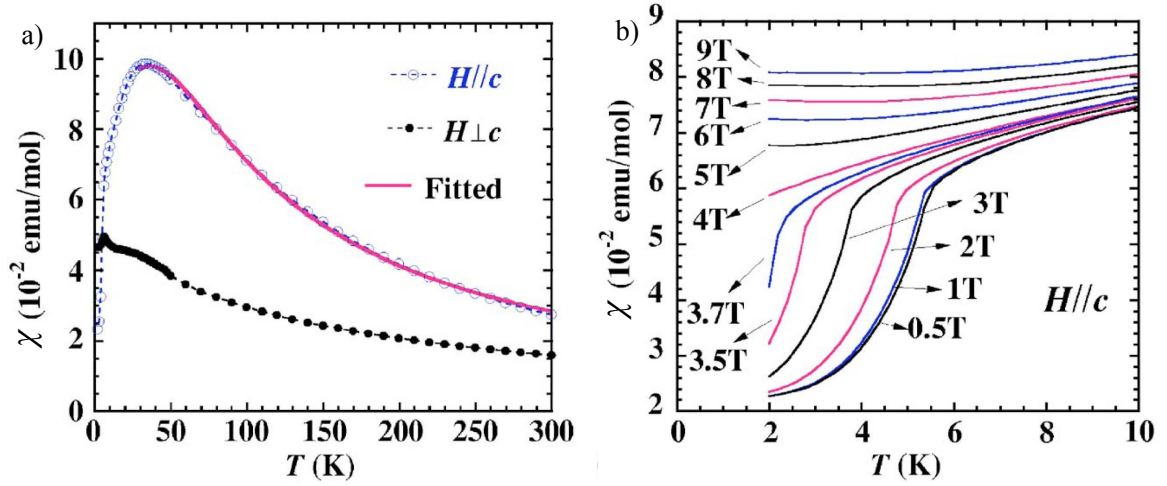 a)
χ (10⁻² emu/mol)
10
8
6
4
2
0
H//c
H⊥c
Fitted
0 50 100 150 200 250 300
T (K)
b)
χ (10⁻² emu/mol)
9
8
7
6
5
4
3
2
9T
8T
7T
6T
5T
4T
3.7T
3.5T
3T
2T
1T
0.5T
H//c
0 2 4 6 8 10
T (K)